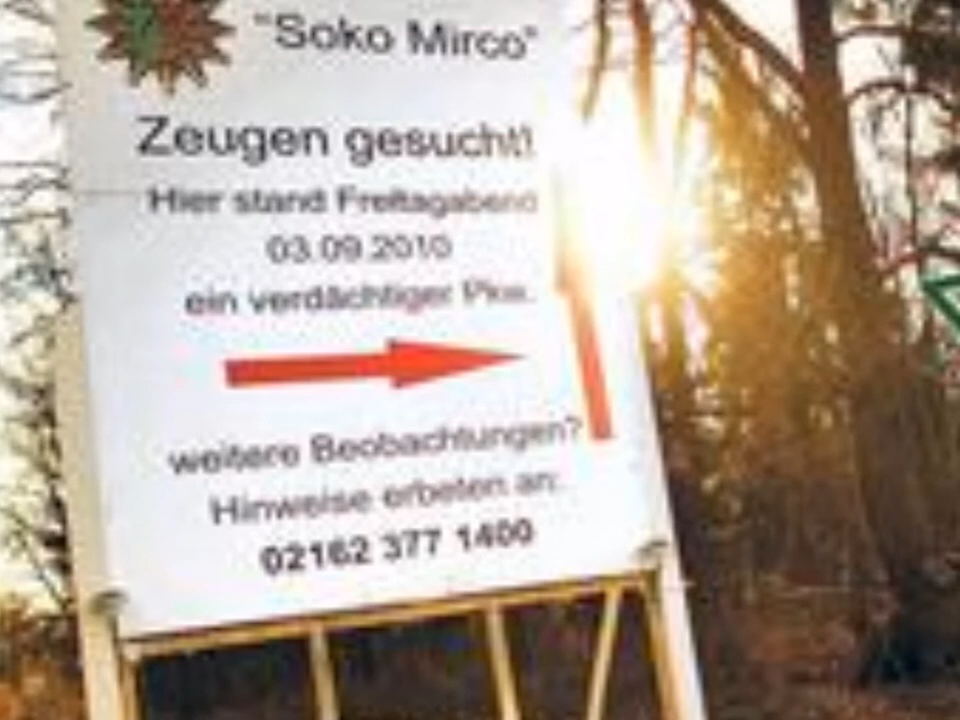 "Soko Mirco"
Zeugen gesucht!
Hier stand Freitagabend
03.09.2010
ein verdächtiger Pkw.
weitere Beobachtungen?
Hinweise erbeten an:
02162 377 1400